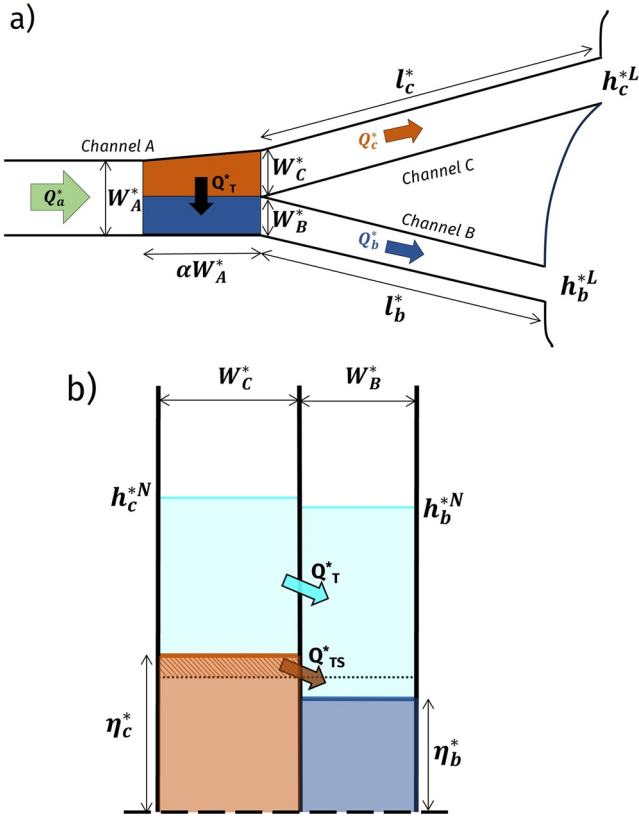 a)
l*c
h*Lc
Channel A
Q*c
W*C
Q*a
W*A
Q*T
Channel C
W*B
Q*b
Channel B
αW*A
l*b
h*Lb
b)
W*C
W*B
h*Nc
h*Nb
Q*T
Q*TS
η*c
η*b